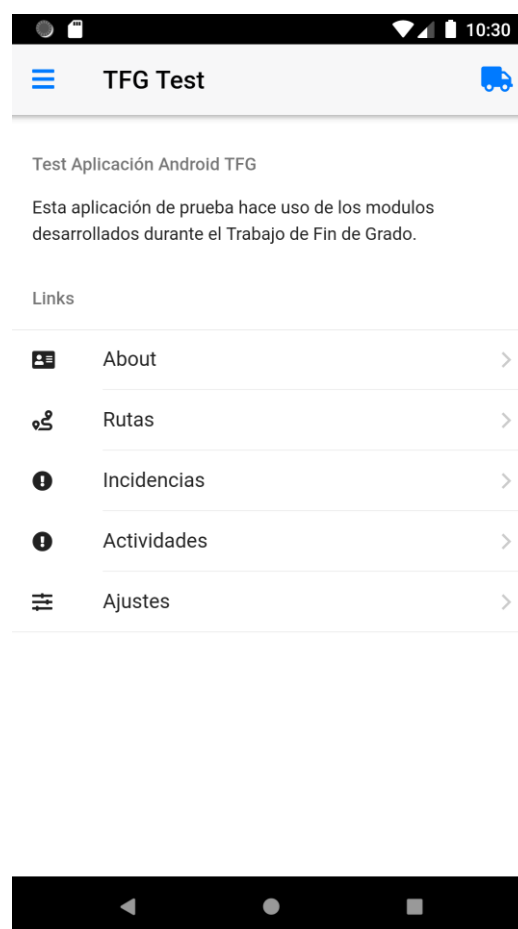 10:30
TFG Test
Test Aplicación Android TFG
Esta aplicación de prueba hace uso de los modulos
desarrollados durante el Trabajo de Fin de Grado.
Links
About
Rutas
Incidencias
Actividades
Ajustes